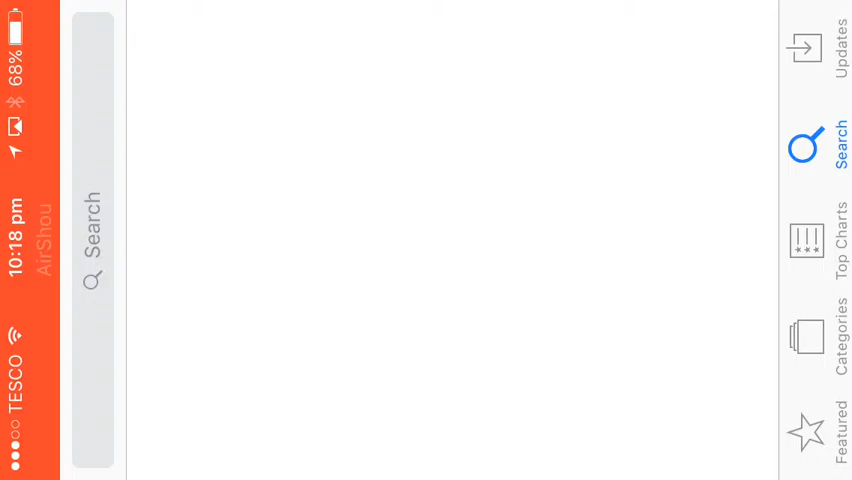 TESCO 10:18 pm 68%
AirShou
Search
Featured Categories Top Charts Search Updates